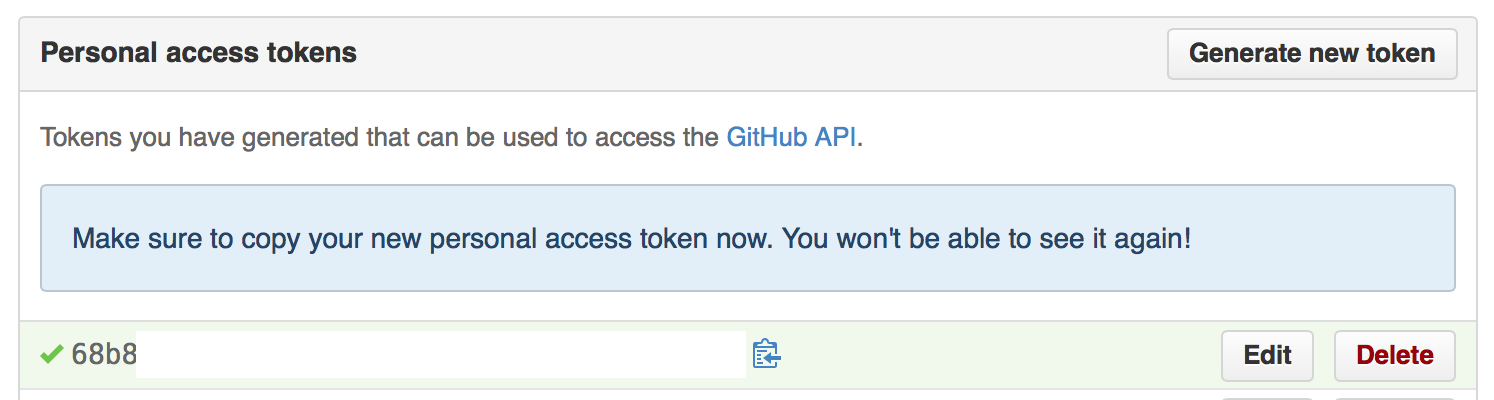 Personal access tokens
Generate new token
Tokens you have generated that can be used to access the GitHub API.
Make sure to copy your new personal access token now. You won't be able to see it again!
68b8
Edit
Delete